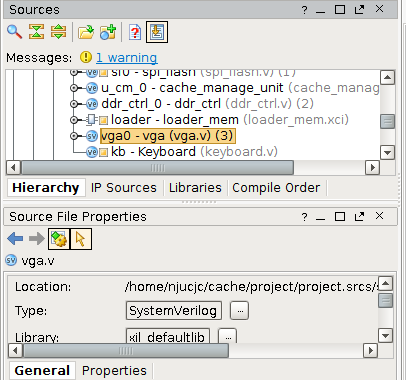 Sources
Messages: 1 warning
sf0 - spi_flash (spi_flash.v) (1)
u_cm_0 - cache_manage_unit (cache_manag
ddr_ctrl_0 - ddr_ctrl (ddr_ctrl.v) (2)
loader - loader_mem (loader_mem.xci)
vga0 - vga (vga.v) (3)
kb - Keyboard (keyboard.v)
Hierarchy IP Sources Libraries Compile Order
Source File Properties
vga.v
Location: /home/njucjc/cache/project/project.srcs/s
Type: SystemVerilog ...
Library: xil_defaultlib ...
General Properties